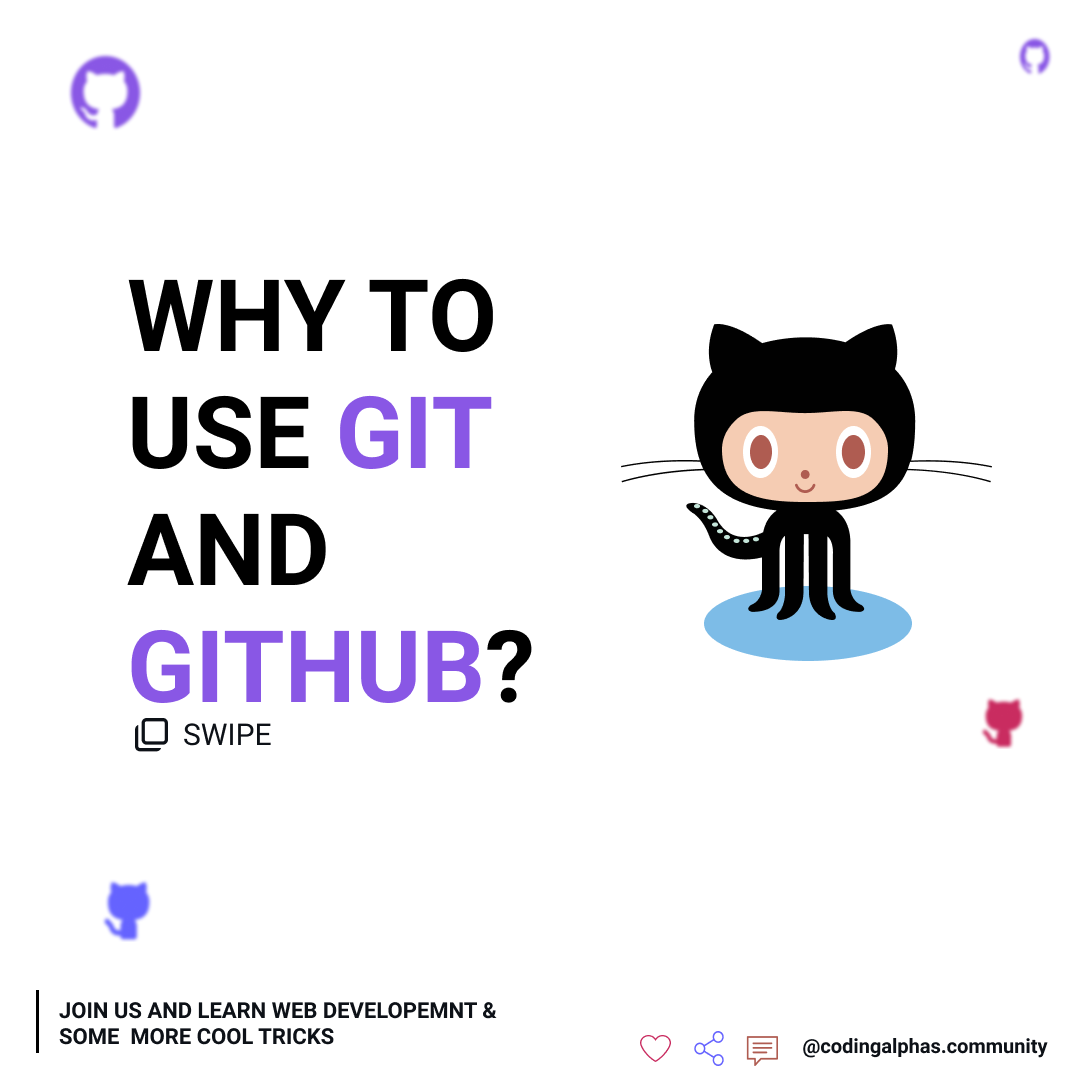 WHY TO
USE GIT
AND
GITHUB?
SWIPE
JOIN US AND LEARN WEB DEVELOPEMNT &
SOME  MORE COOL TRICKS
@codingalphas.community